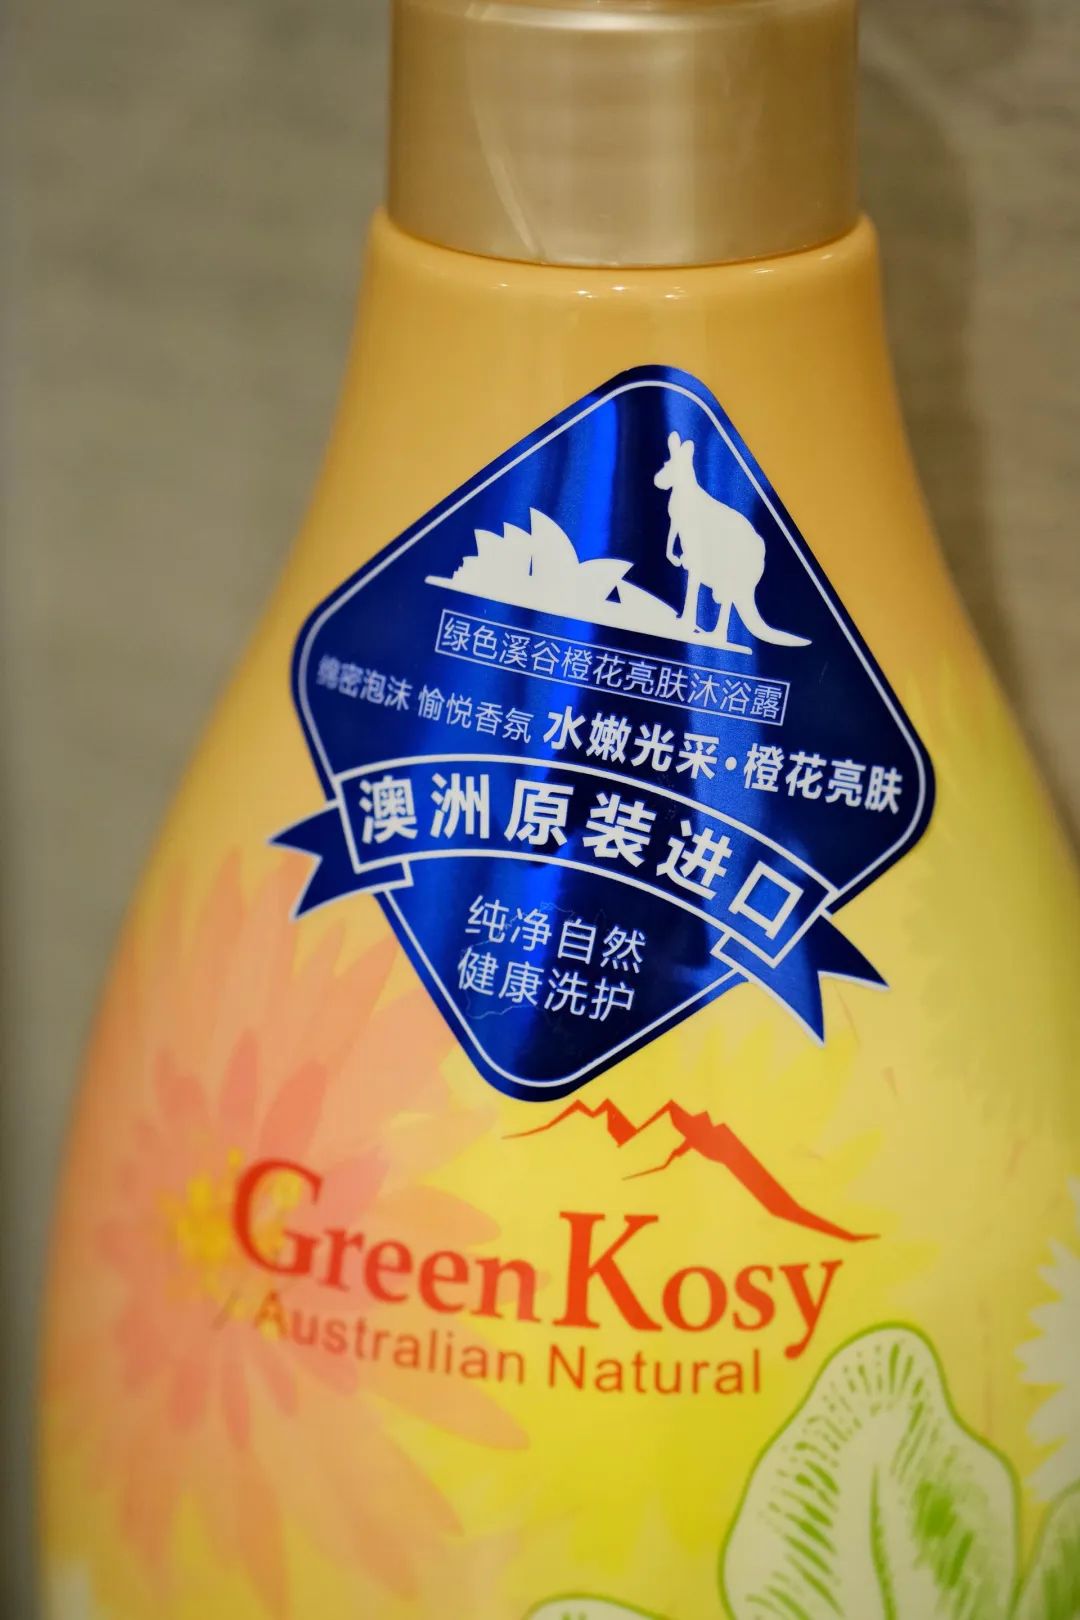 绿色溪谷橙花亮肤沐浴露
绵密泡沫 愉悦香氛 水嫩光采·橙花亮肤
澳洲原装进口
纯净自然
健康洗护
Green Kosy
Australian Natural